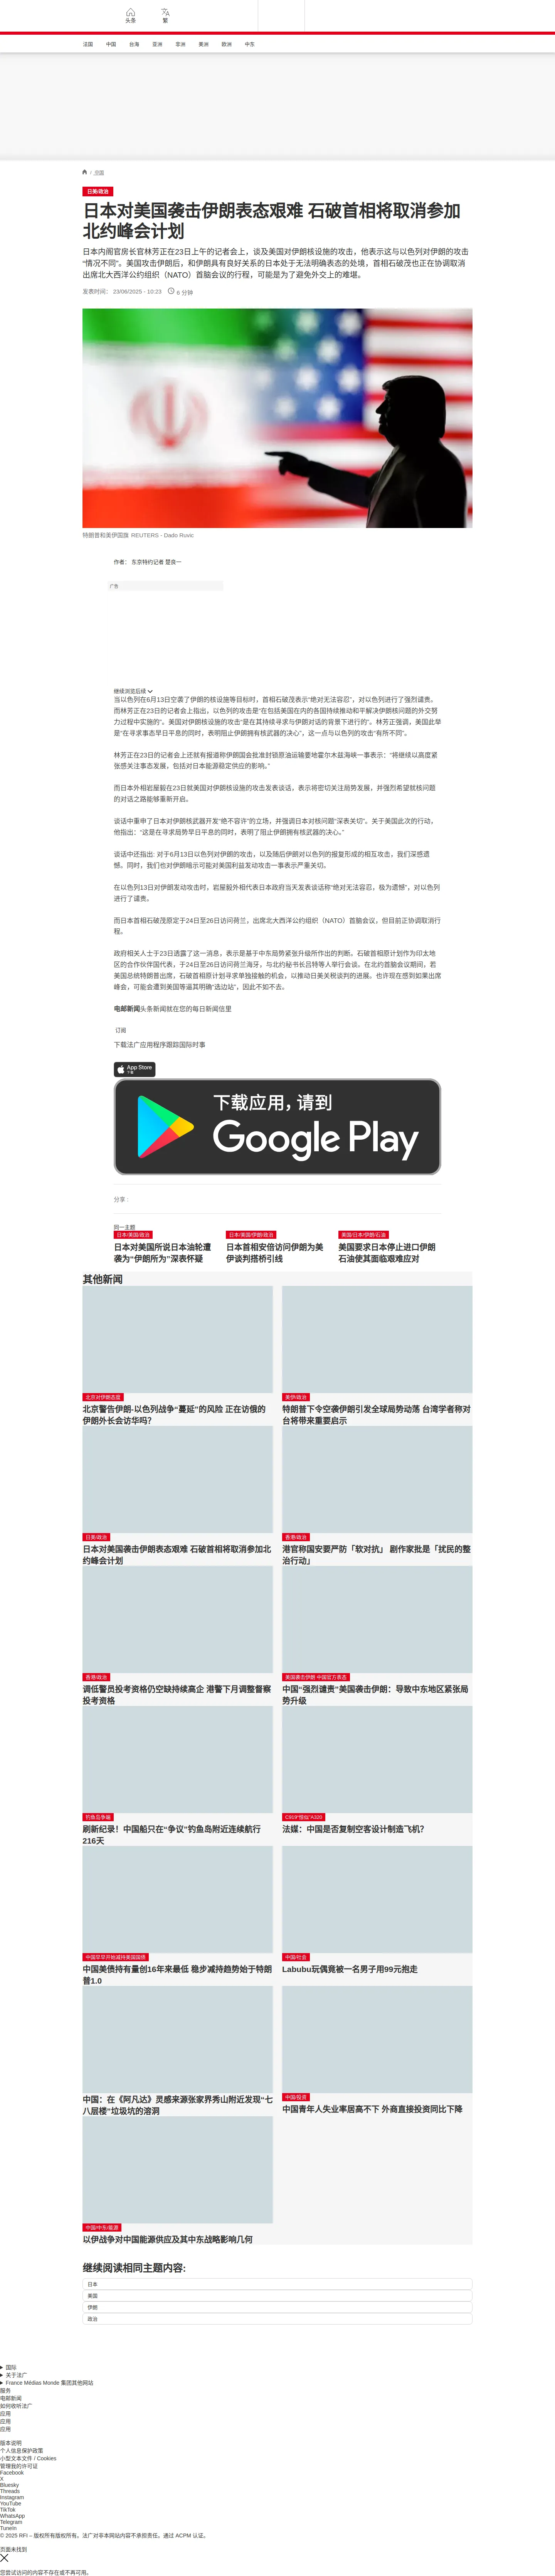 头条
繁
法国
中国
台海
亚洲
非洲
美洲
欧洲
中东
中国
日美/政治
日本对美国袭击伊朗表态艰难 石破首相将取消参加
北约峰会计划
日本内阁官房长官林芳正在23日上午的记者会上，谈及美国对伊朗核设施的攻击，他表示这与以色列对伊朗的攻击
“情况不同”。美国攻击伊朗后，和伊朗具有良好关系的日本处于无法明确表态的处境，首相石破茂也正在协调取消
出席北大西洋公约组织（NATO）首脑会议的行程，可能是为了避免外交上的难堪。
发表时间： 23/06/2025 - 10:23 6 分钟
特朗普和美伊国旗 REUTERS - Dado Ruvic
作者： 东京特约记者 楚良一
广告
继续浏览后续
当以色列在6月13日空袭了伊朗的核设施等目标时，首相石破茂表示“绝对无法容忍”，对以色列进行了强烈谴责。
而林芳正在23日的记者会上指出，以色列的攻击是“在包括美国在内的各国持续推动和平解决伊朗核问题的外交努
力过程中实施的”。美国对伊朗核设施的攻击“是在其持续寻求与伊朗对话的背景下进行的”。林芳正强调，美国此举
是“在寻求事态早日平息的同时，表明阻止伊朗拥有核武器的决心”，这一点与以色列的攻击“有所不同”。
林芳正在23日的记者会上还就有报道称伊朗国会批准封锁原油运输要地霍尔木兹海峡一事表示：“将继续以高度紧
张感关注事态发展，包括对日本能源稳定供应的影响。”
而日本外相岩屋毅在23日就美国对伊朗核设施的攻击发表谈话，表示将密切关注局势发展，并强烈希望就核问题
的对话之路能够重新开启。
谈话中重申了日本对伊朗核武器开发“绝不容许”的立场，并强调日本对核问题“深表关切”。关于美国此次的行动，
他指出：“这是在寻求局势早日平息的同时，表明了阻止伊朗拥有核武器的决心。”
谈话中还指出: 对于6月13日以色列对伊朗的攻击，以及随后伊朗对以色列的报复形成的相互攻击，我们深感遗
憾。同时，我们也对伊朗暗示可能对美国利益发动攻击一事表示严重关切。
在以色列13日对伊朗发动攻击时，岩屋毅外相代表日本政府当天发表谈话称“绝对无法容忍，极为遗憾”，对以色列
进行了谴责。
而日本首相石破茂原定于24日至26日访问荷兰，出席北大西洋公约组织（NATO）首脑会议，但目前正协调取消行
程。
政府相关人士于23日透露了这一消息，表示是基于中东局势紧张升级所作出的判断。石破首相原计划作为印太地
区的合作伙伴国代表，于24日至26日访问荷兰海牙，与北约秘书长吕特等人举行会谈。在北约首脑会议期间，若
美国总统特朗普出席，石破首相原计划寻求单独接触的机会，以推动日美关税谈判的进展。也许现在感到如果出席
峰会，可能会遭到美国等逼其明确“选边站”，因此不如不去。
电邮新闻头条新闻就在您的每日新闻信里
订阅
下载法广应用程序跟踪国际时事
App Store
下载
下载应用，请到
Google Play
分享 :
同一主题
日本/美国/政治
日本对美国所说日本油轮遭
袭为“伊朗所为”深表怀疑
日本/美国/伊朗/政治
日本首相安倍访问伊朗为美
伊谈判搭桥引线
美国/日本/伊朗/石油
美国要求日本停止进口伊朗
石油使其面临艰难应对
其他新闻
北京对伊朗态度
北京警告伊朗-以色列战争“蔓延”的风险 正在访俄的
伊朗外长会访华吗?
美伊/政治
特朗普下令空袭伊朗引发全球局势动荡 台湾学者称对
台将带来重要启示
日美/政治
日本对美国袭击伊朗表态艰难 石破首相将取消参加北
约峰会计划
香港/政治
港官称国安要严防「软对抗」 剧作家批是「扰民的整
治行动」
香港/政治
调低警员投考资格仍空缺持续高企 港警下月调整督察
投考资格
美国袭击伊朗 中国官方表态
中国“强烈谴责”美国袭击伊朗：导致中东地区紧张局
势升级
钓鱼岛争端
刷新纪录！中国船只在“争议”钓鱼岛附近连续航行
216天
C919“惊似”A320
法媒：中国是否复制空客设计制造飞机？
中国早早开始减持美国国债
中国美债持有量创16年来最低 稳步减持趋势始于特朗
普1.0
中国/社会
Labubu玩偶竟被一名男子用99元抱走
中国：在《阿凡达》灵感来源张家界秀山附近发现“七
八层楼”垃圾坑的溶洞
中国/投资
中国青年人失业率居高不下 外商直接投资同比下降
中国/中东/能源
以伊战争对中国能源供应及其中东战略影响几何
继续阅读相同主题内容:
日本
美国
伊朗
政治
国际
关于法广
France Médias Monde 集团其他网站
服务
电邮新闻
如何收听法广
应用
应用
应用
版本说明
个人信息保护政策
小型文本文件 / Cookies
管理我的许可证
Facebook
X
Bluesky
Threads
Instagram
YouTube
TikTok
WhatsApp
Telegram
TuneIn
© 2025 RFI – 版权所有版权所有。法广对非本网站内容不承担责任。通过 ACPM 认证。
页面未找到
您尝试访问的内容不存在或不再可用。